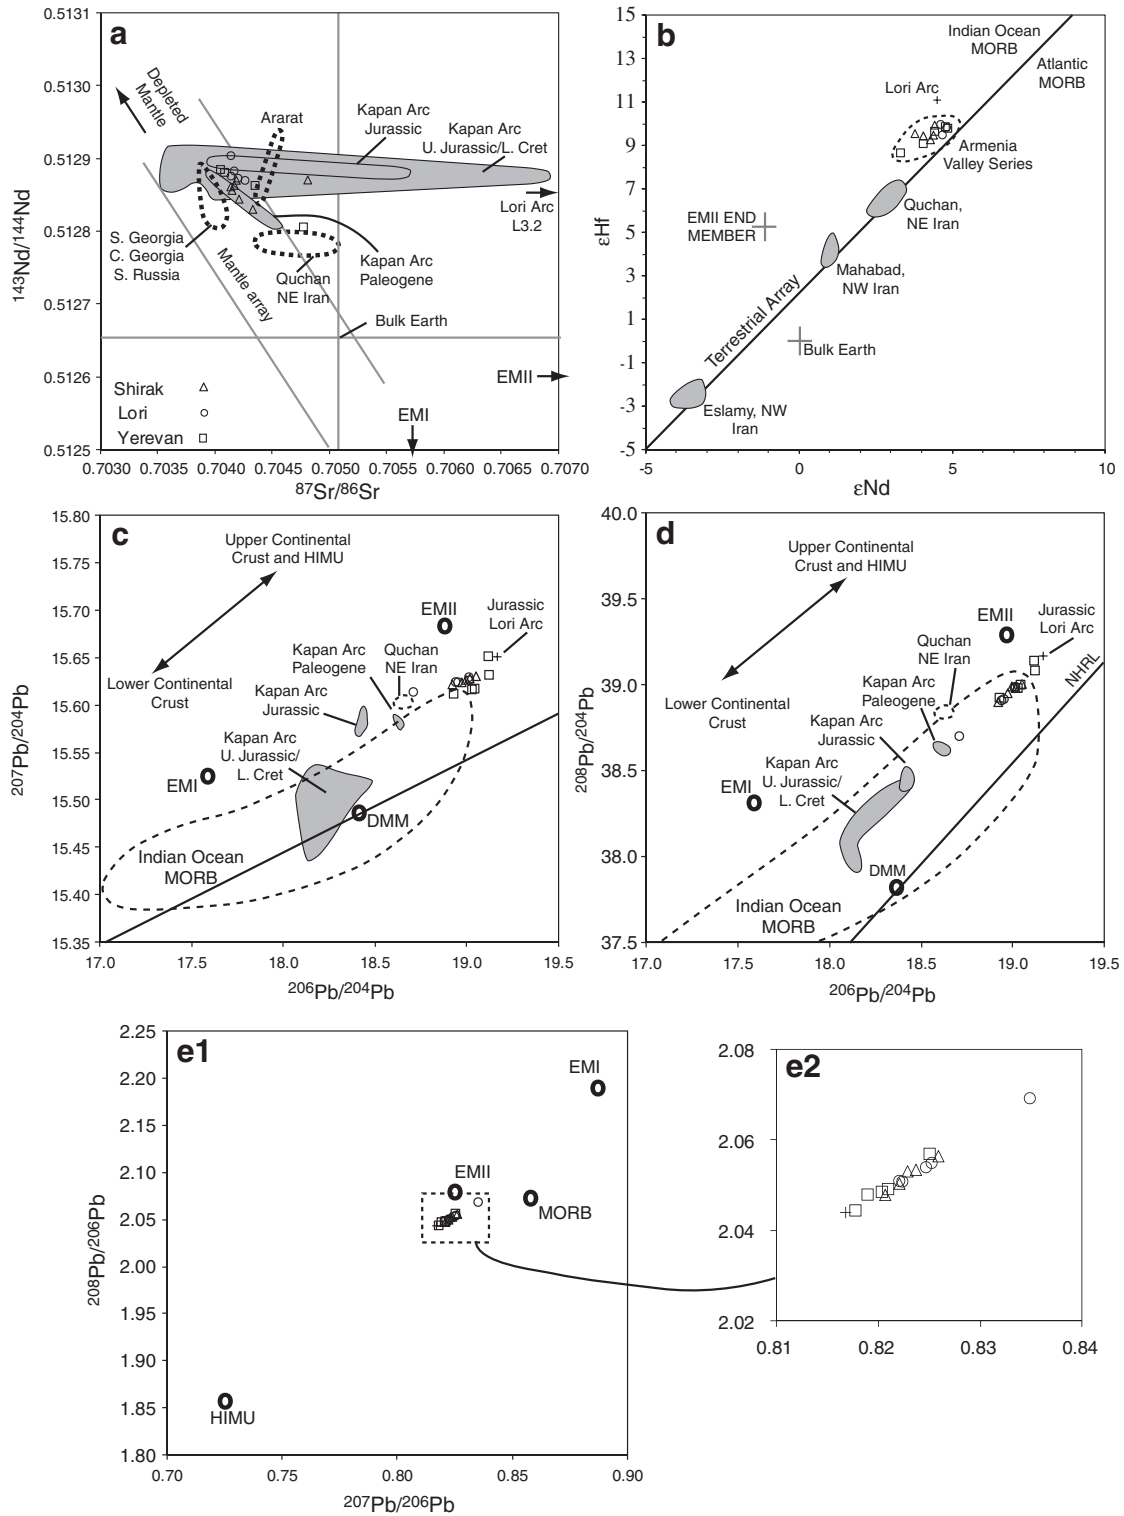 a
0.5131
0.5130
0.5129
0.5128
0.5127
0.5126
0.5125
143Nd/144Nd
Depleted
Mantle
Ararat
Kapan Arc
Jurassic
Kapan Arc
U. Jurassic/L. Cret
Lori Arc
L3.2
S. Georgia
C. Georgia
S. Russia
Mantle array
Quchan
NE Iran
Kapan Arc
Paleogene
Bulk Earth
EMII
EMI
Shirak
Lori
Yerevan
0.7030 0.7035 0.7040 0.7045 0.7050 0.7055 0.7060 0.7065 0.7070
87Sr/86Sr
b
15
13
11
9
7
5
3
1
-1
-3
-5
εHf
Indian Ocean
MORB
Atlantic
MORB
Lori Arc
Armenia
Valley Series
Quchan,
NE Iran
EMII END
MEMBER
Mahabad,
NW Iran
Terrestrial Array
Bulk Earth
Eslamy, NW
Iran
-5 0 5 10
εNd
c
15.80
15.75
15.70
15.65
15.60
15.55
15.50
15.45
15.40
15.35
207Pb/204Pb
Upper Continental
Crust and HIMU
EMII
Jurassic
Lori Arc
Kapan Arc
Paleogene
Quchan
NE Iran
Lower Continental
Crust
Kapan Arc
Jurassic
Kapan Arc
U. Jurassic/
L. Cret
EMI
DMM
Indian Ocean
MORB
17.0 17.5 18.0 18.5 19.0 19.5
206Pb/204Pb
d
40.0
39.5
39.0
38.5
38.0
37.5
208Pb/204Pb
Upper Continental
Crust and HIMU
EMII
Jurassic
Lori Arc
Quchan
NE Iran
NHRL
Kapan Arc
Paleogene
Lower Continental
Crust
Kapan Arc
Jurassic
Kapan Arc
U. Jurassic/
L. Cret
EMI
DMM
Indian Ocean
MORB
17.0 17.5 18.0 18.5 19.0 19.5
206Pb/204Pb
e1
2.25
2.20
2.15
2.10
2.05
2.00
1.95
1.90
1.85
1.80
208Pb/206Pb
EMI
EMII
MORB
HIMU
0.70 0.75 0.80 0.85 0.90
207Pb/206Pb
e2
2.08
2.06
2.04
2.02
0.81 0.82 0.83 0.84